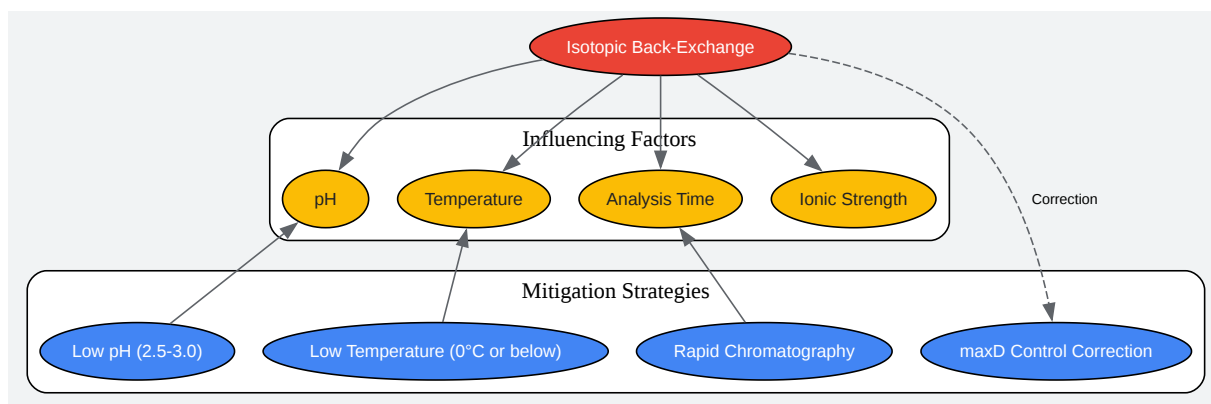 Isotopic Back-Exchange
Influencing Factors
pH
Temperature
Analysis Time
Ionic Strength
Correction
Mitigation Strategies
Low pH (2.5-3.0)
Low Temperature (0°C or below)
Rapid Chromatography
maxD Control Correction